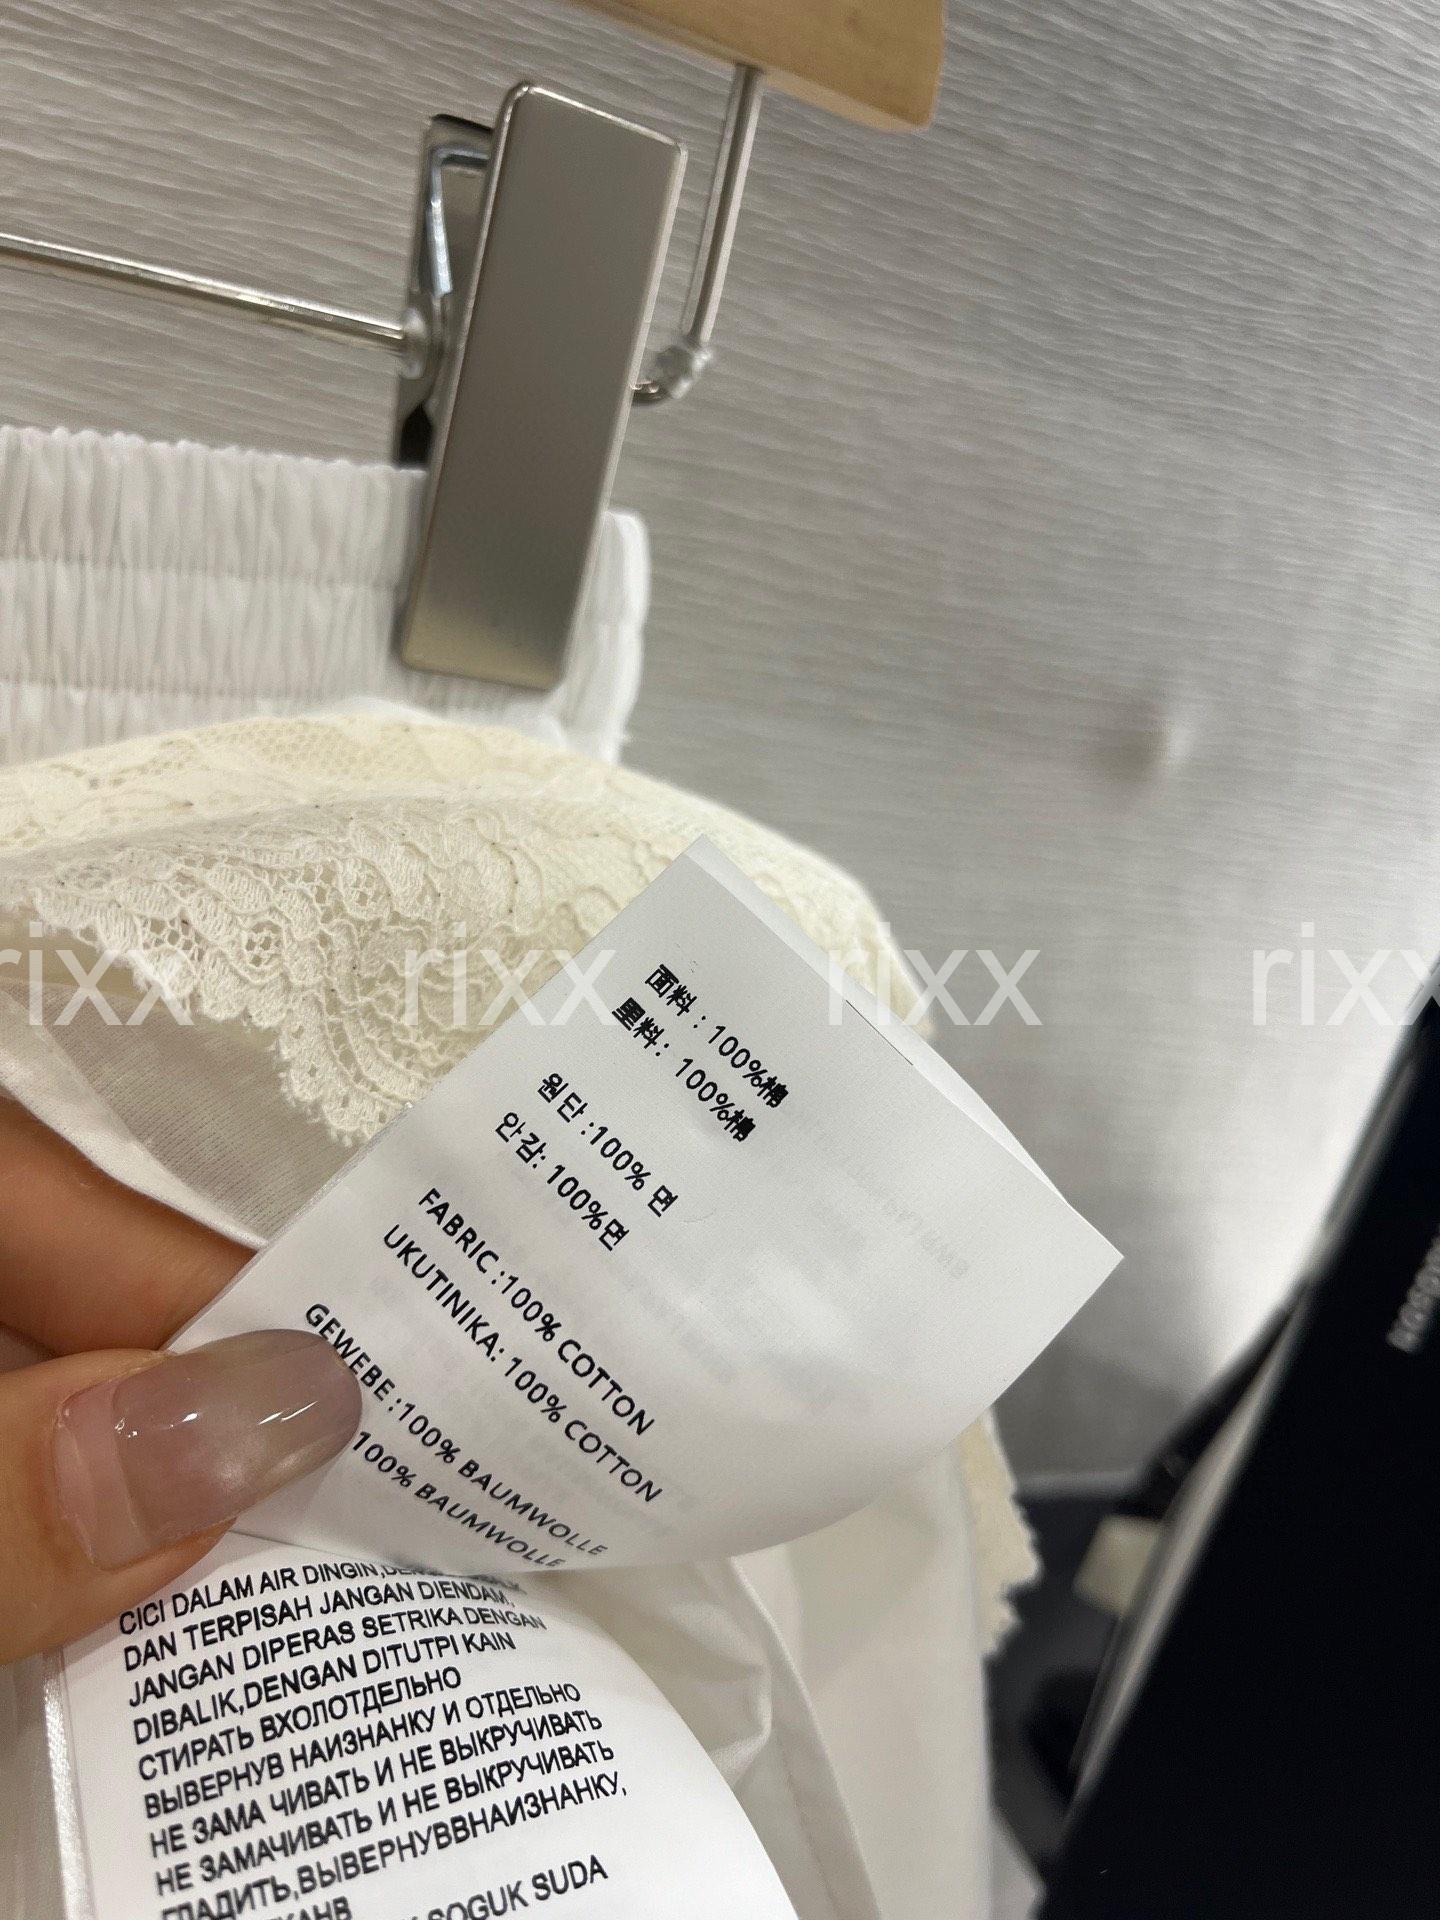 rixx rixx rixx rixx
面料:100%棉
里料:100%棉
원단:100% 면
안감:100%면
FABRIC:100% COTTON
UKUTINIKA:100% COTTON
GEWEBE:100% BAUMWOLLE
100% BAUMWOLLE
CICI DALAM AIR DINGIN,
DAN TERPISAH JANGAN DIENDAM,
JANGAN DIPERAS SETRIKA DENGAN
DIBALIK,DENGAN DITUTPI KAIN
СТИРАТЬ ВХОЛОТДЕЛЬНО
ВЫВЕРНУВ НАИЗНАНКУ И ОТДЕЛЬНО
НЕ ЗАМА ЧИВАТЬ И НЕ ВЫКРУЧИВАТЬ
НЕ ЗАМАЧИВАТЬ И НЕ ВЫКРУЧИВАТЬ
ГЛАДИТЬ,ВЫВЕРНУВВНАИЗНАНКУ,
SOGUK SUDA